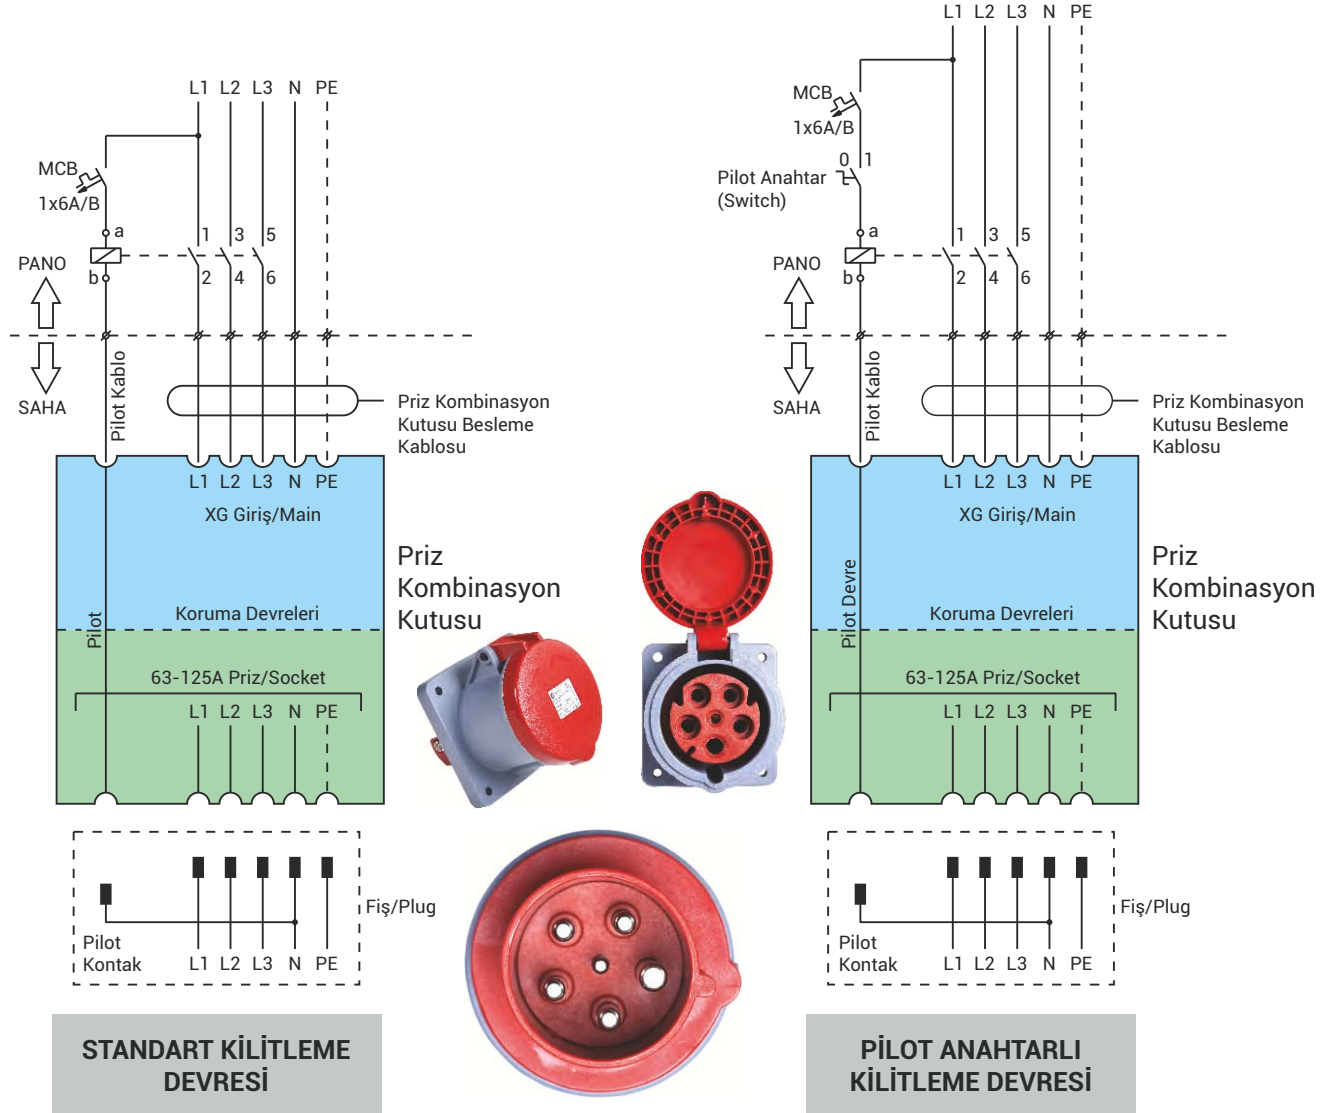 L1 L2 L3 N PE
MCB
1x6A/B
a
1 3 5
PANO
b
2 4 6
SAHA
Pilot Kablo
Priz Kombinasyon
Kutusu Besleme
Kablosu
L1 L2 L3 N PE
XG Giriş/Main
Priz
Kombinasyon
Kutusu
Koruma Devreleri
Pilot
63-125A Priz/Socket
L1 L2 L3 N PE
Fiş/Plug
Pilot
Kontak
L1 L2 L3 N PE
STANDART KİLİTLEME
DEVRESİ
L1 L2 L3 N PE
MCB
1x6A/B
0 1
Pilot Anahtar
(Switch)
a
1 3 5
PANO
b
2 4 6
SAHA
Pilot Kablo
Priz Kombinasyon
Kutusu Besleme
Kablosu
L1 L2 L3 N PE
XG Giriş/Main
Priz
Kombinasyon
Kutusu
Pilot Devre
Koruma Devreleri
63-125A Priz/Socket
L1 L2 L3 N PE
Fiş/Plug
Pilot
Kontak
L1 L2 L3 N PE
PİLOT ANAHTARLI
KİLİTLEME DEVRESİ